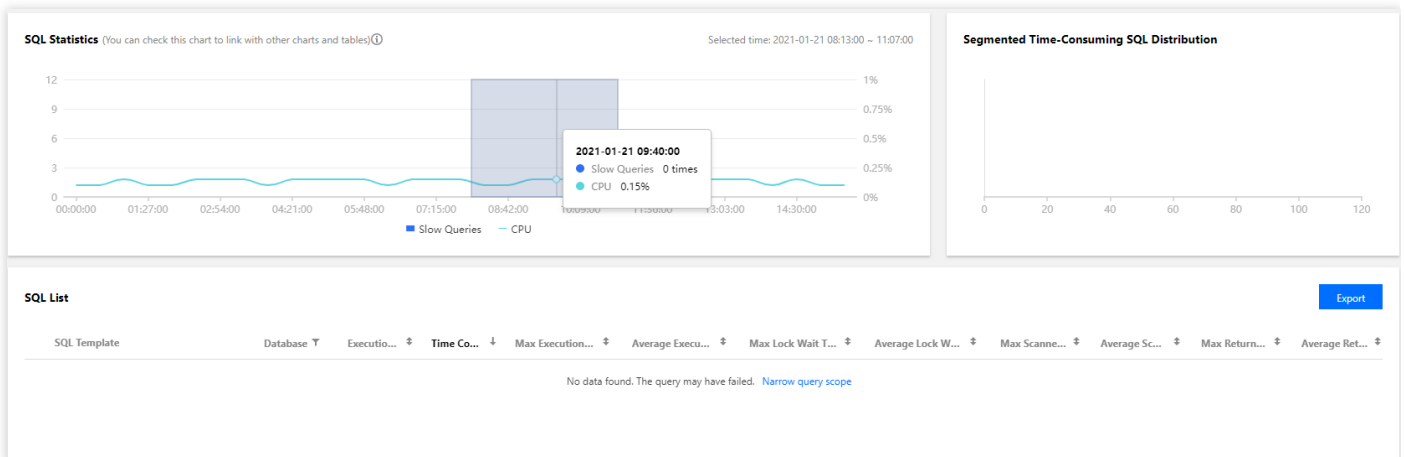 SQL Statistics (You can check this chart to link with other charts and tables)
Selected time: 2021-01-21 08:13:00 ~ 11:07:00
12
9
6
3
0
1%
0.75%
0.5%
0.25%
0%
2021-01-21 09:40:00
Slow Queries 0 times
CPU 0.15%
00:00:00 01:27:00 02:54:00 04:21:00 05:48:00 07:15:00 08:42:00 10:09:00 11:36:00 13:03:00 14:30:00
Slow Queries CPU
Segmented Time-Consuming SQL Distribution
0 20 40 60 80 100 120
SQL List
Export
SQL Template Database Executio... Time Co... Max Execution... Average Execu... Max Lock Wait T... Average Lock W... Max Scanne... Average Sc... Max Return... Average Ret...
No data found. The query may have failed. Narrow query scope